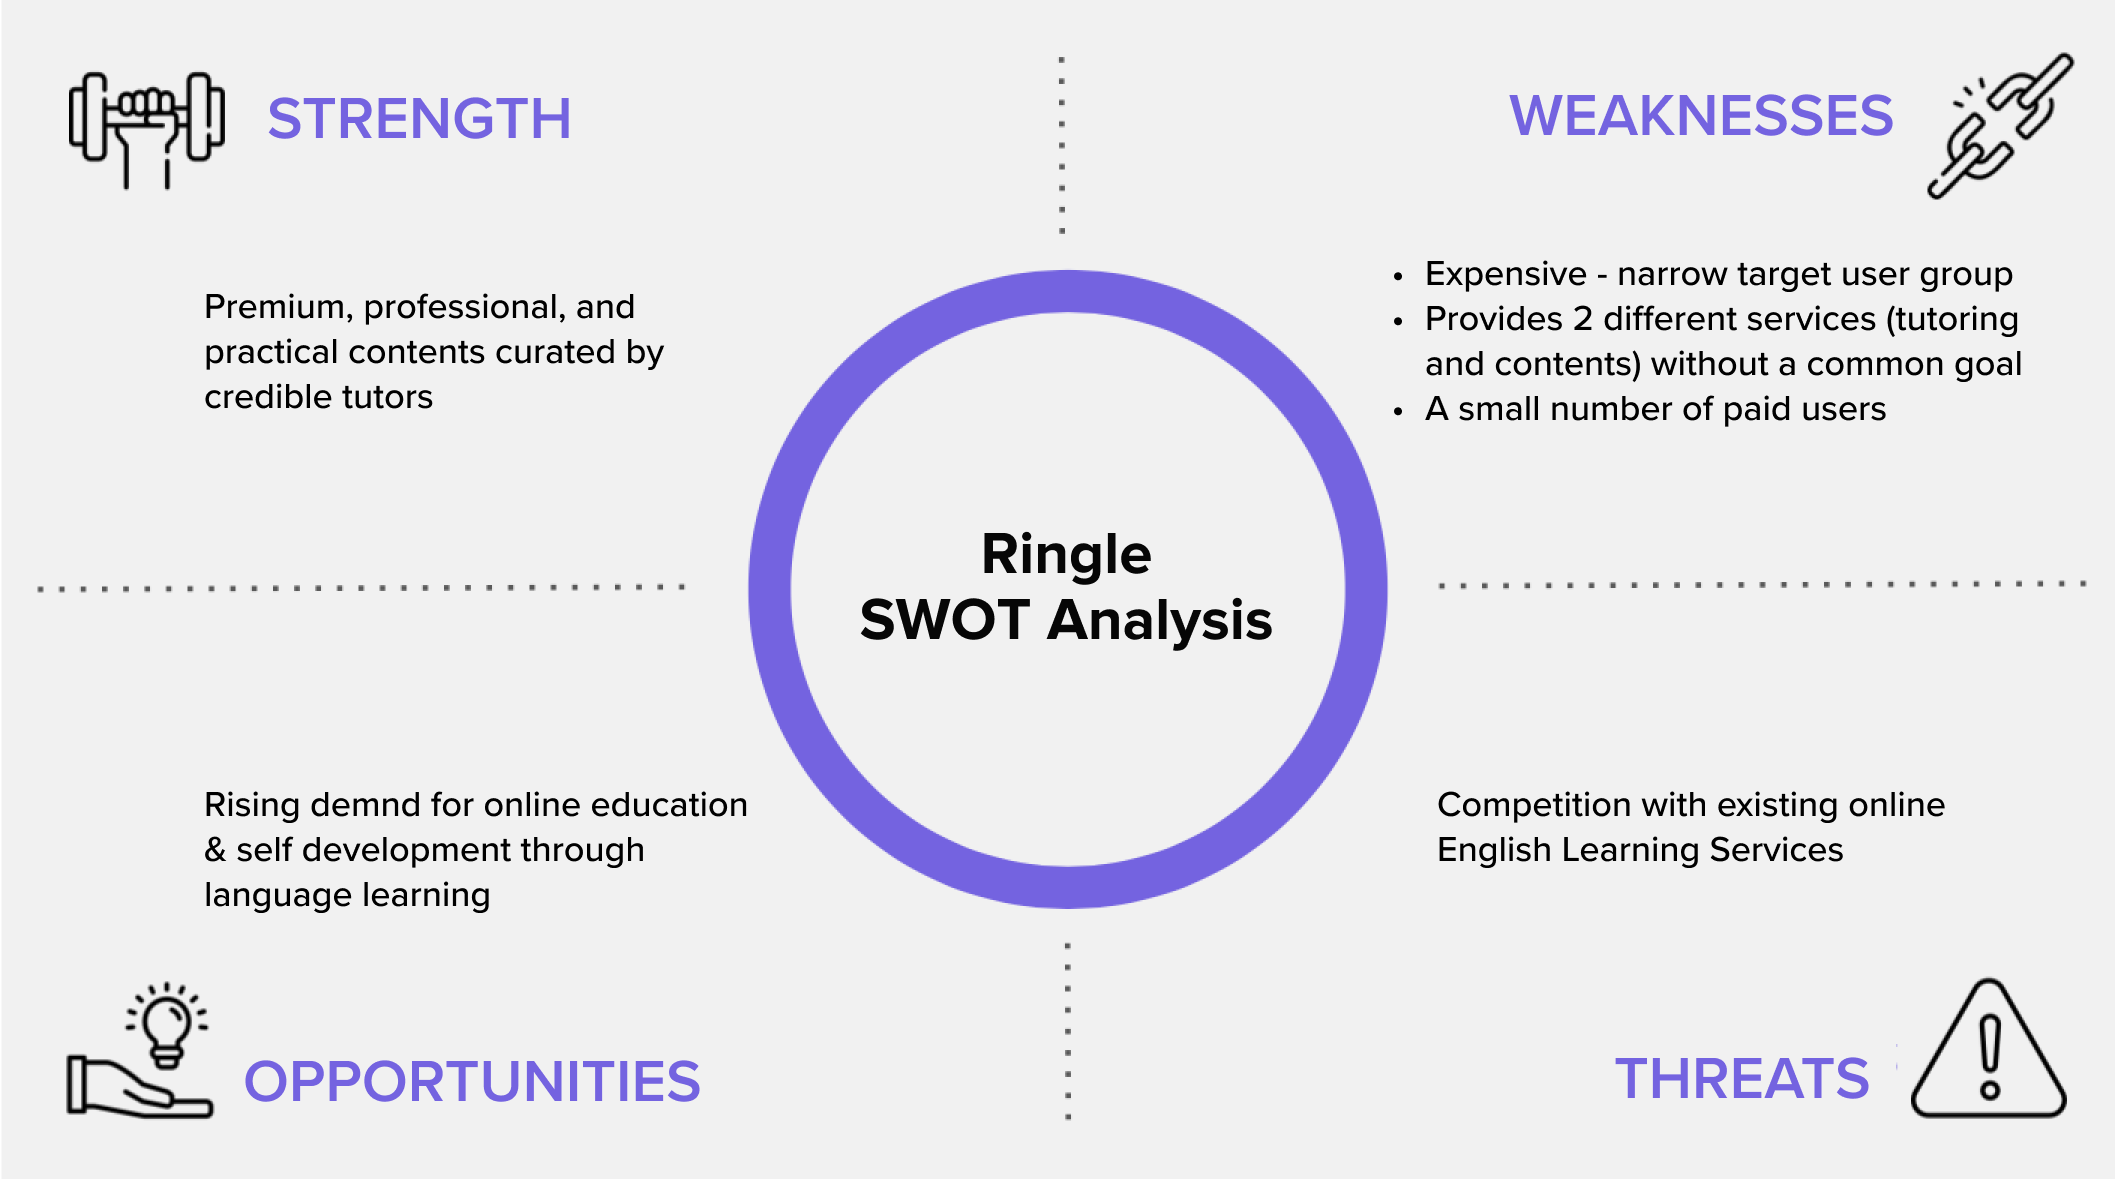 STRENGTH
Premium, professional, and
practical contents curated by
credible tutors
WEAKNESSES
• Expensive - narrow target user group
• Provides 2 different services (tutoring
and contents) without a common goal
• A small number of paid users
Ringle
SWOT Analysis
Rising demnd for online education
& self development through
language learning
OPPORTUNITIES
Competition with existing online
English Learning Services
THREATS